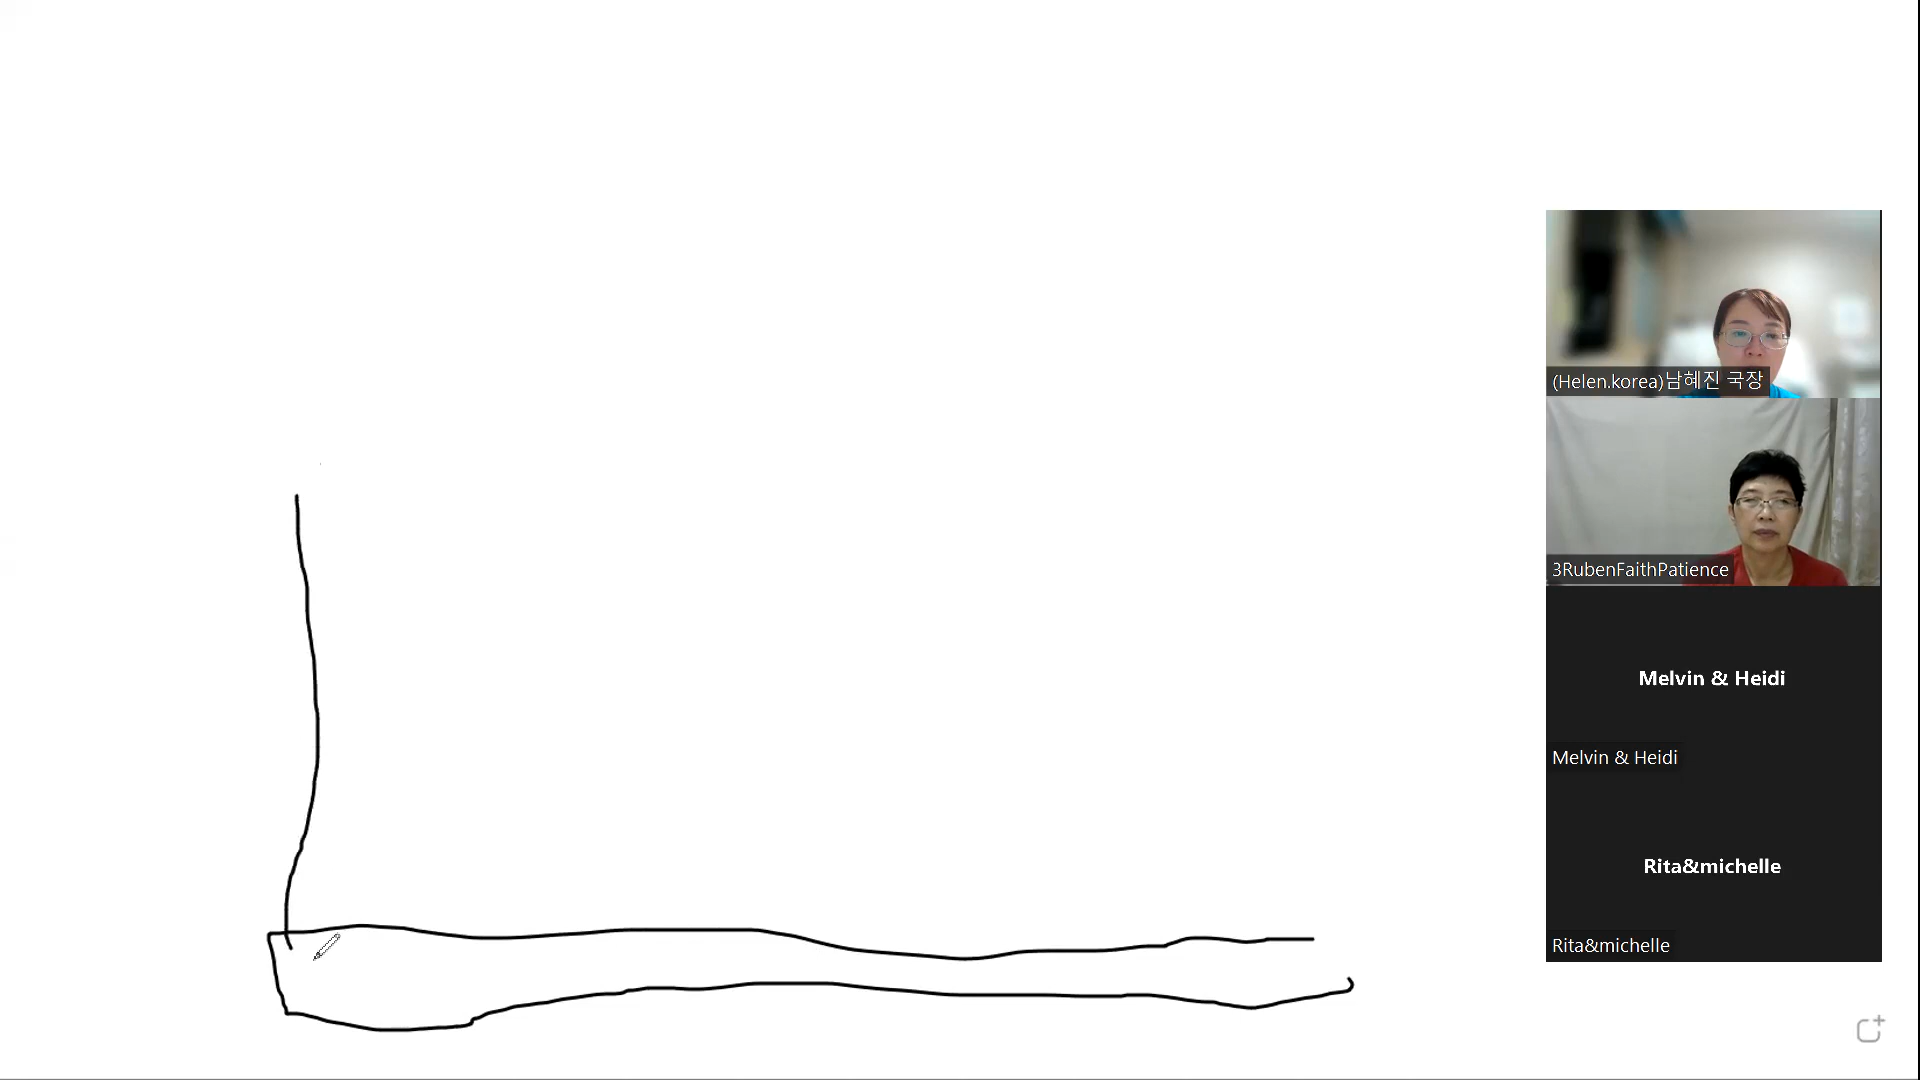 (Helen.korea)남혜진 국장
3RubenFaithPatience
Melvin & Heidi
Melvin & Heidi
Rita&michelle
Rita&michelle